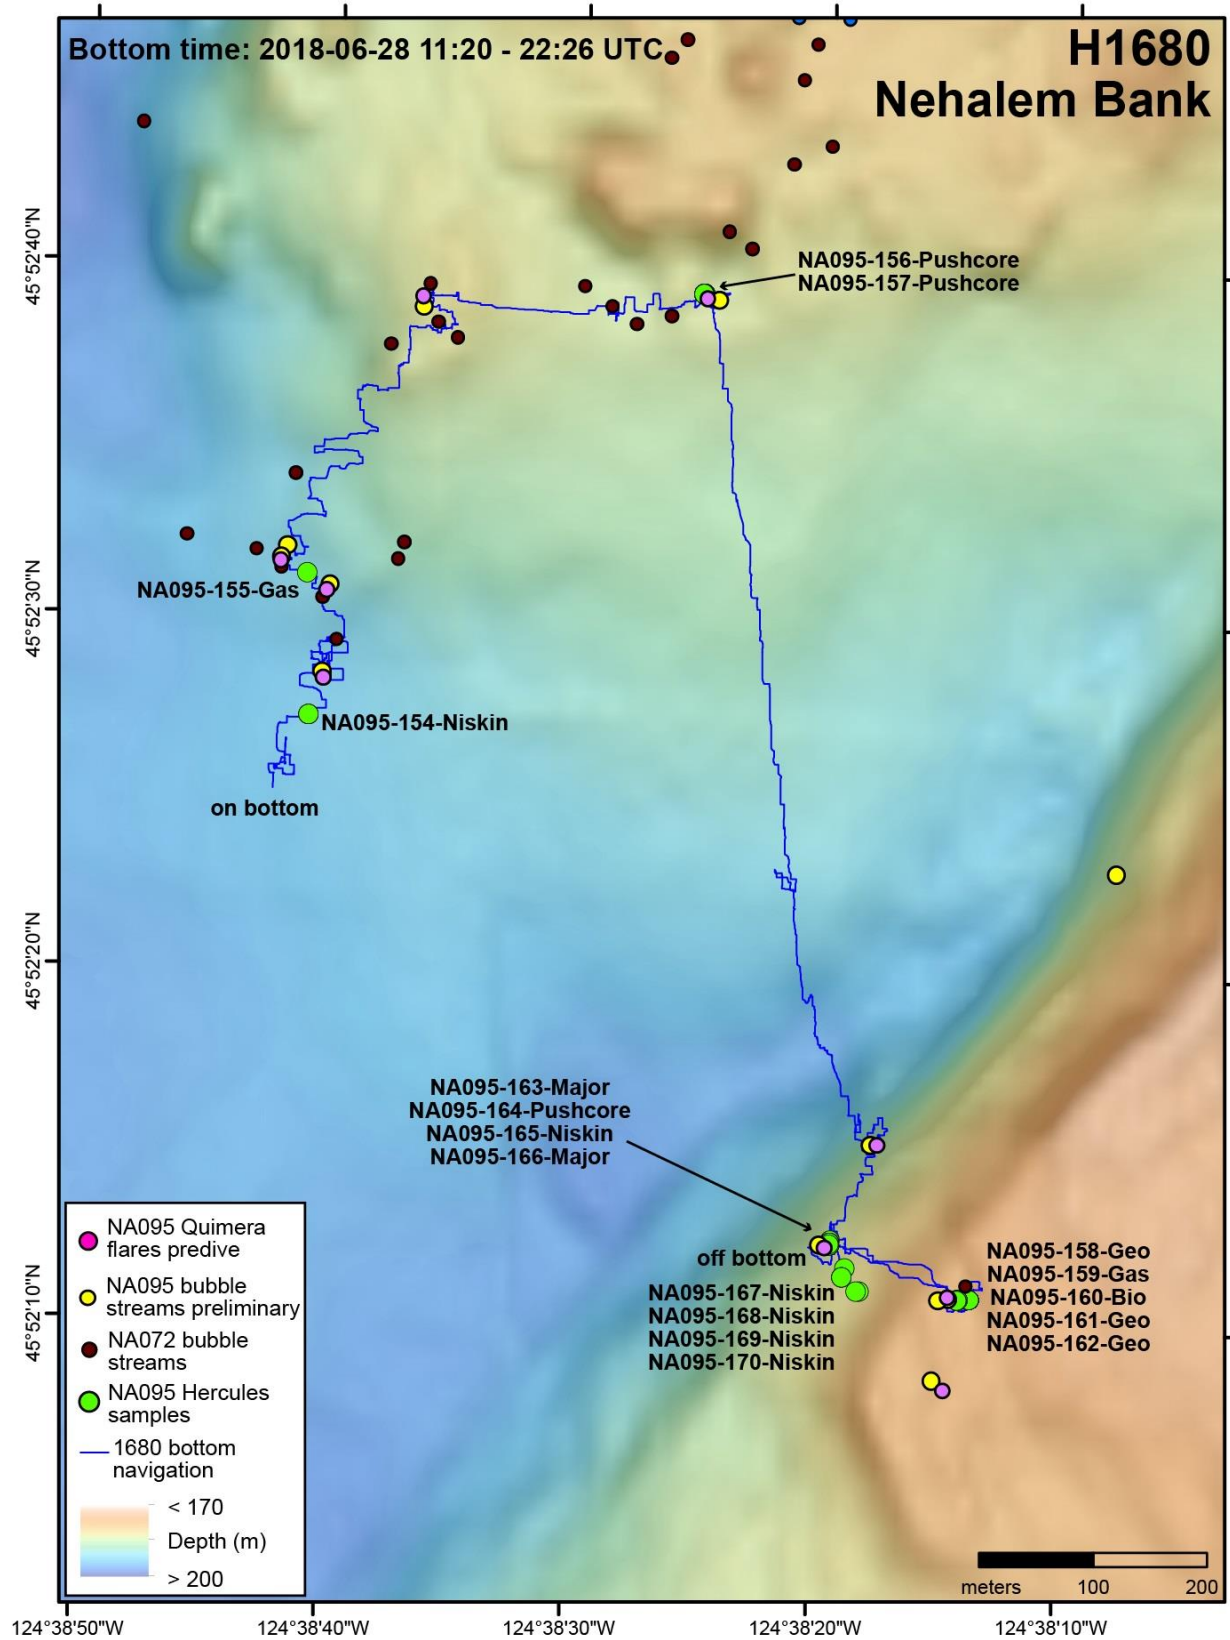 Bottom time: 2018-06-28 11:20 - 22:26 UTC
H1680
Nehalem Bank
45°52'40"N
NA095-156-Pushcore
NA095-157-Pushcore
45°52'30"N
NA095-155-Gas
NA095-154-Niskin
on bottom
45°52'20"N
NA095-163-Major
NA095-164-Pushcore
NA095-165-Niskin
NA095-166-Major
off bottom
NA095-167-Niskin
NA095-168-Niskin
NA095-169-Niskin
NA095-170-Niskin
NA095-158-Geo
NA095-159-Gas
NA095-160-Bio
NA095-161-Geo
NA095-162-Geo
45°52'10"N
NA095 Quimera
flares predive
NA095 bubble
streams preliminary
NA072 bubble
streams
NA095 Hercules
samples
1680 bottom
navigation
< 170
Depth (m)
> 200
meters 100 200
124°38'50"W 124°38'40"W 124°38'30"W 124°38'20"W 124°38'10"W